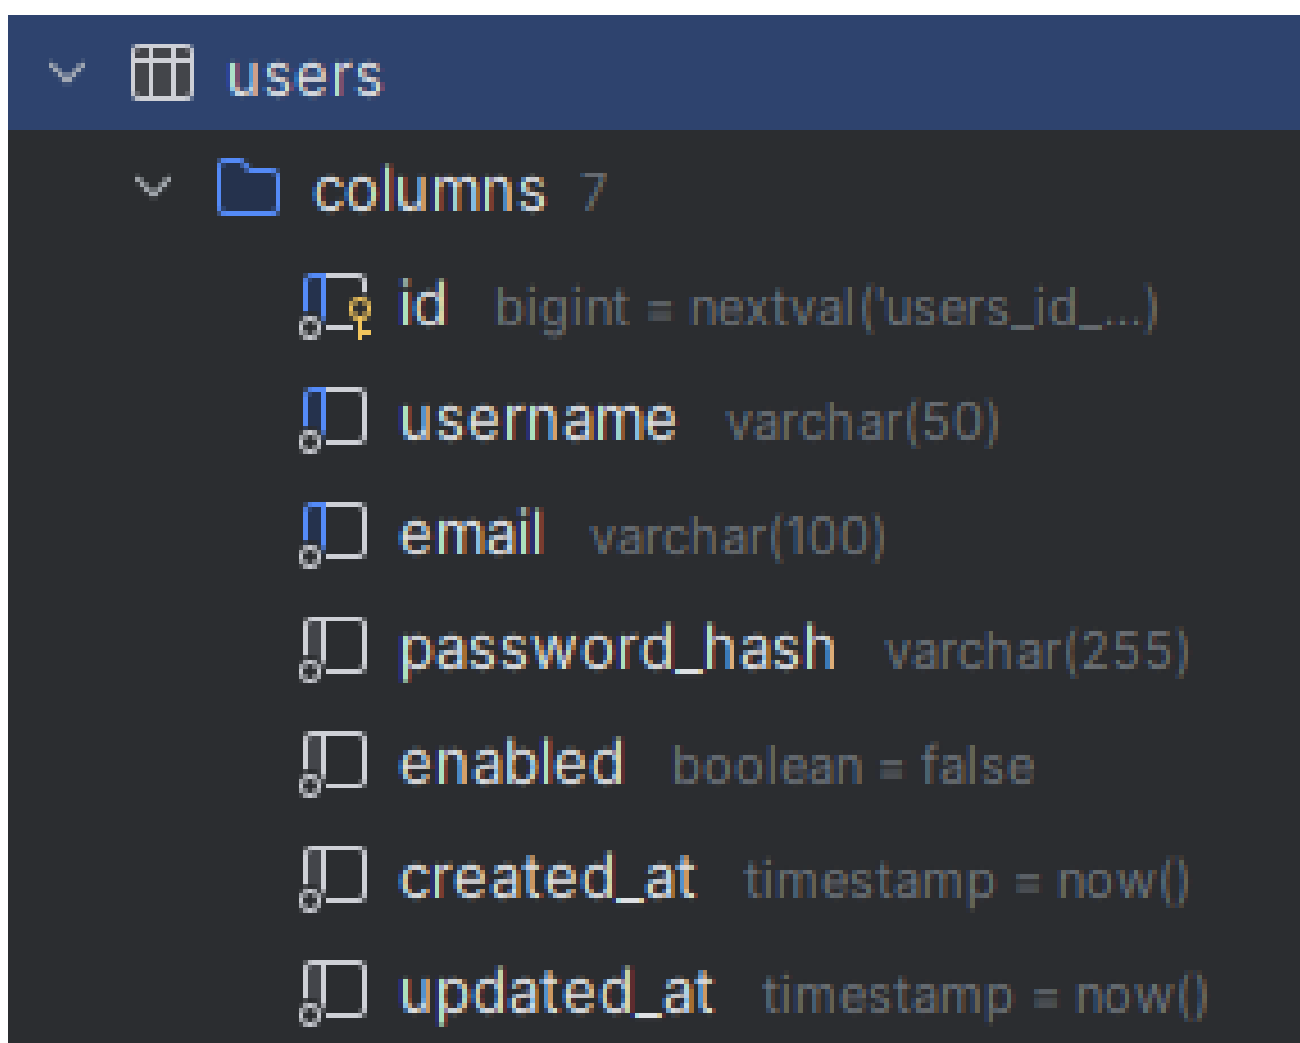 users
columns 7
id bigint = nextval('users_id_...)
username varchar(50)
email varchar(100)
password_hash varchar(255)
enabled boolean = false
created_at timestamp = now()
updated_at timestamp = now()